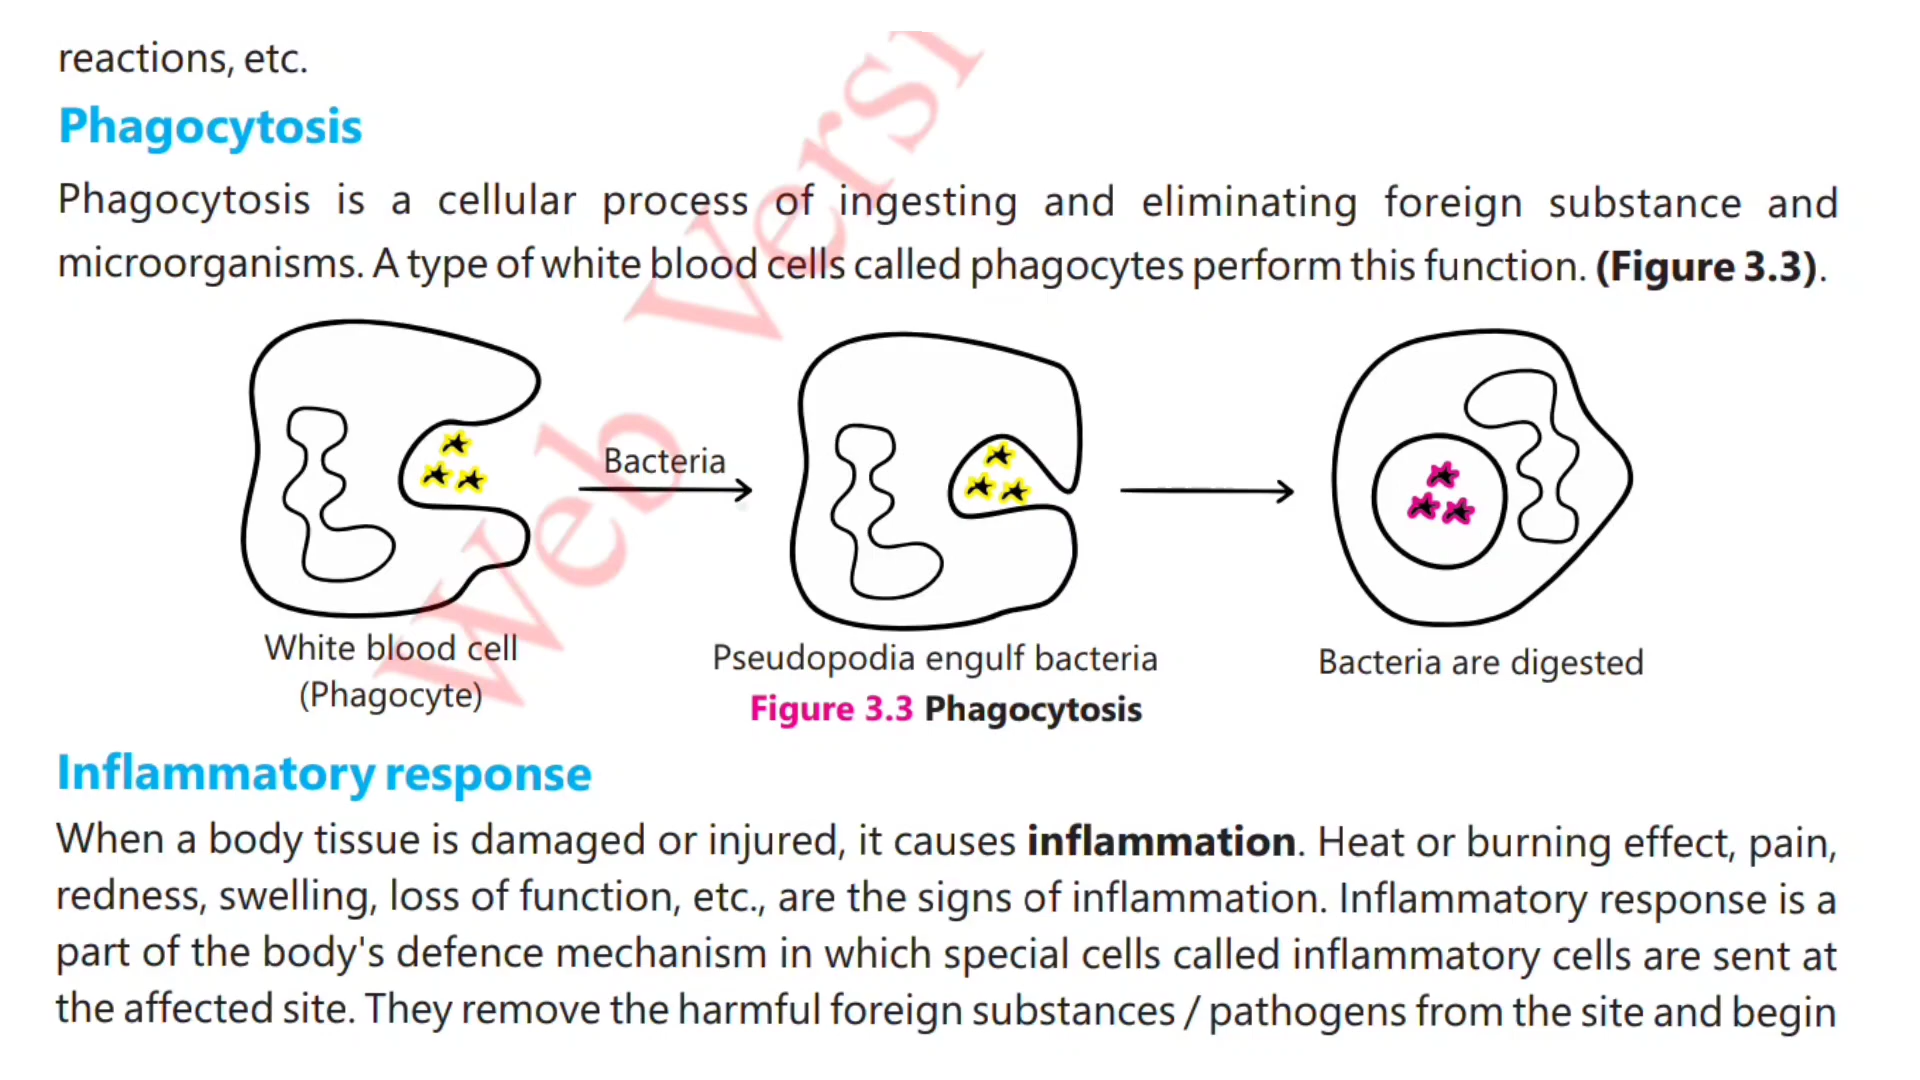 reactions, etc.
Phagocytosis
Phagocytosis is a cellular process of ingesting and eliminating foreign substance and
microorganisms. A type of white blood cells called phagocytes perform this function. (Figure 3.3).
Bacteria
White blood cell
(Phagocyte)
Pseudopodia engulf bacteria
Bacteria are digested
Figure 3.3 Phagocytosis
Inflammatory response
When a body tissue is damaged or injured, it causes inflammation. Heat or burning effect, pain,
redness, swelling, loss of function, etc., are the signs of inflammation. Inflammatory response is a
part of the body's defence mechanism in which special cells called inflammatory cells are sent at
the affected site. They remove the harmful foreign substances / pathogens from the site and begin
Web Versi